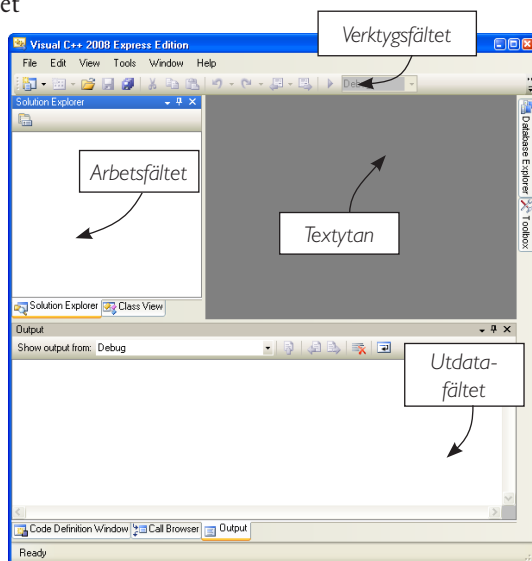 et
Verktygsfältet
Visual C++ 2008 Express Edition
File Edit View Tools Window Help
Solution Explorer
Arbetsfältet
Textytan
Database Explorer
Toolbox
Solution Explorer Class View
Output
Show output from: Debug
Utdata-
fältet
Code Definition Window Call Browser Output
Ready